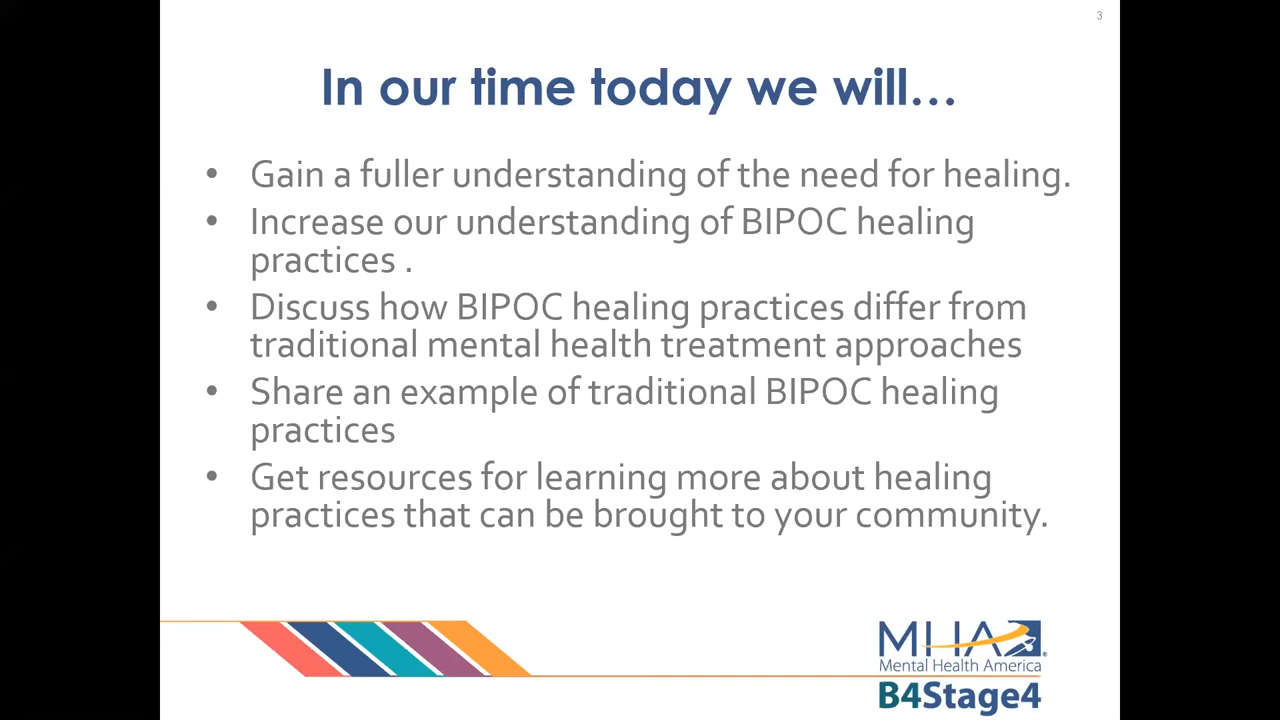 3
In our time today we will...
• Gain a fuller understanding of the need for healing.
• Increase our understanding of BIPOC healing
practices .
• Discuss how BIPOC healing practices differ from
traditional mental health treatment approaches
• Share an example of traditional BIPOC healing
practices
• Get resources for learning more about healing
practices that can be brought to your community.
MHA®
Mental Health America
B4Stage4